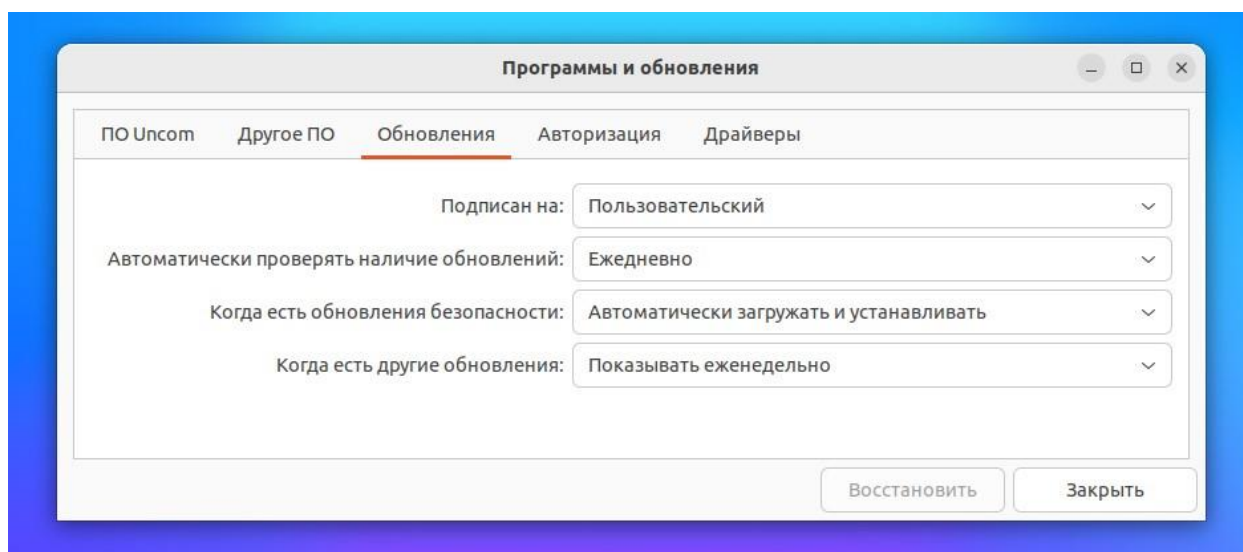 Программы и обновления
ПО Uncom Другое ПО Обновления Авторизация Драйверы
Подписан на: Пользовательский
Автоматически проверять наличие обновлений: Ежедневно
Когда есть обновления безопасности: Автоматически загружать и устанавливать
Когда есть другие обновления: Показывать еженедельно
Восстановить Закрыть